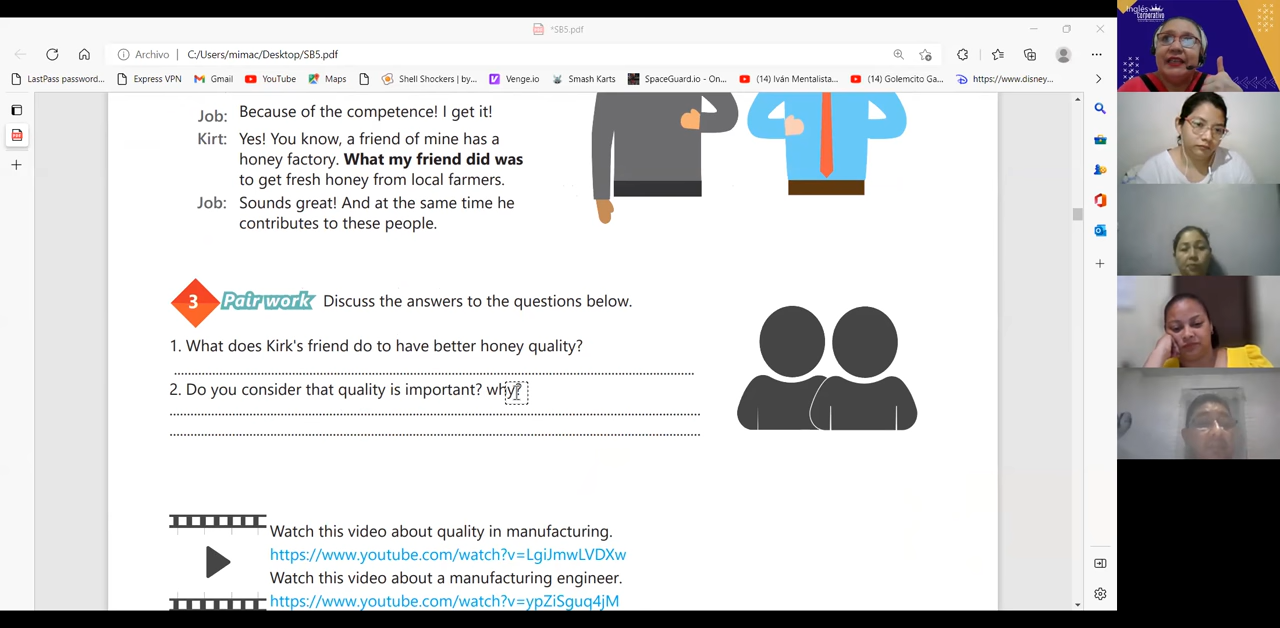 *SB5.pdf
Archivo | C:/Users/mimac/Desktop/SB5.pdf
LastPass password... Express VPN Gmail YouTube Maps Shell Shockers | by... Venge.io Smash Karts SpaceGuard.io - On... (14) Iván Mentalista... (14) Golemcito Ga... https://www.disney...
Job: Because of the competence! I get it!
Kirt: Yes! You know, a friend of mine has a
honey factory. What my friend did was
to get fresh honey from local farmers.
Job: Sounds great! And at the same time he
contributes to these people.
3 Pair work Discuss the answers to the questions below.
1. What does Kirk's friend do to have better honey quality?
2. Do you consider that quality is important? why?
Watch this video about quality in manufacturing.
https://www.youtube.com/watch?v=LgiJmwLVDXw
Watch this video about a manufacturing engineer.
https://www.youtube.com/watch?v=ypZiSguq4jM
Inglés
Corporativo